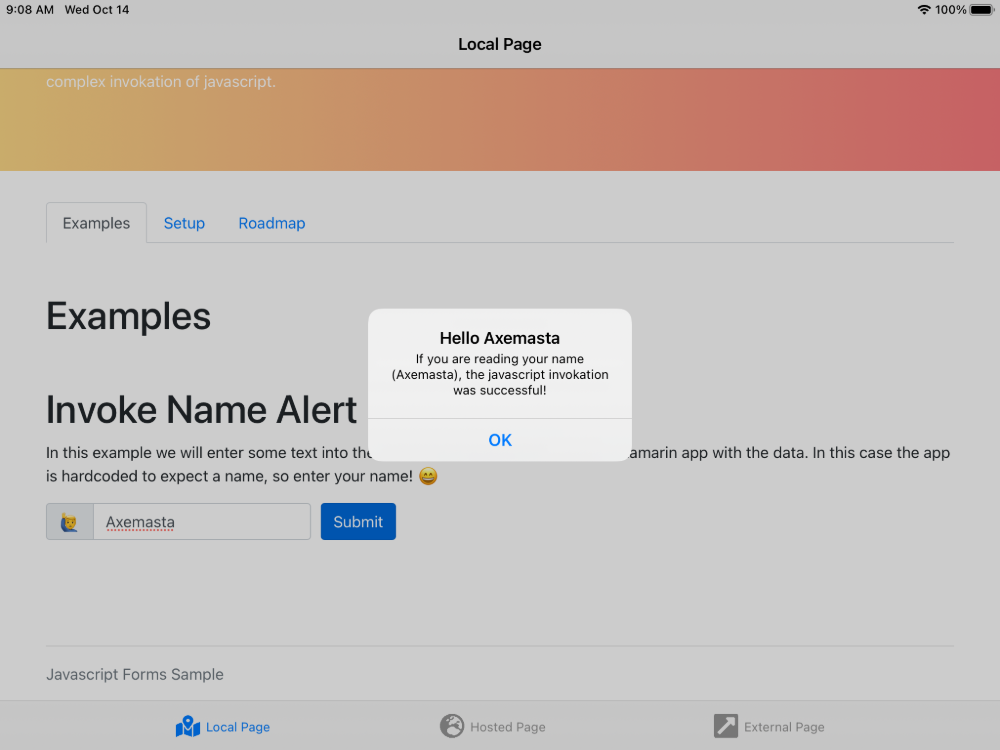 9:08 AM Wed Oct 14 100%
Local Page
complex invokation of javascript.
Examples Setup Roadmap
Examples
Hello Axemasta
If you are reading your name
(Axemasta), the javascript invokation
was successful!
OK
Invoke Name Alert
In this example we will enter some text into the amarin app with the data. In this case the app
is hardcoded to expect a name, so enter your name! 😄
🙋‍♂️ Axemasta Submit
Javascript Forms Sample
Local Page Hosted Page External Page